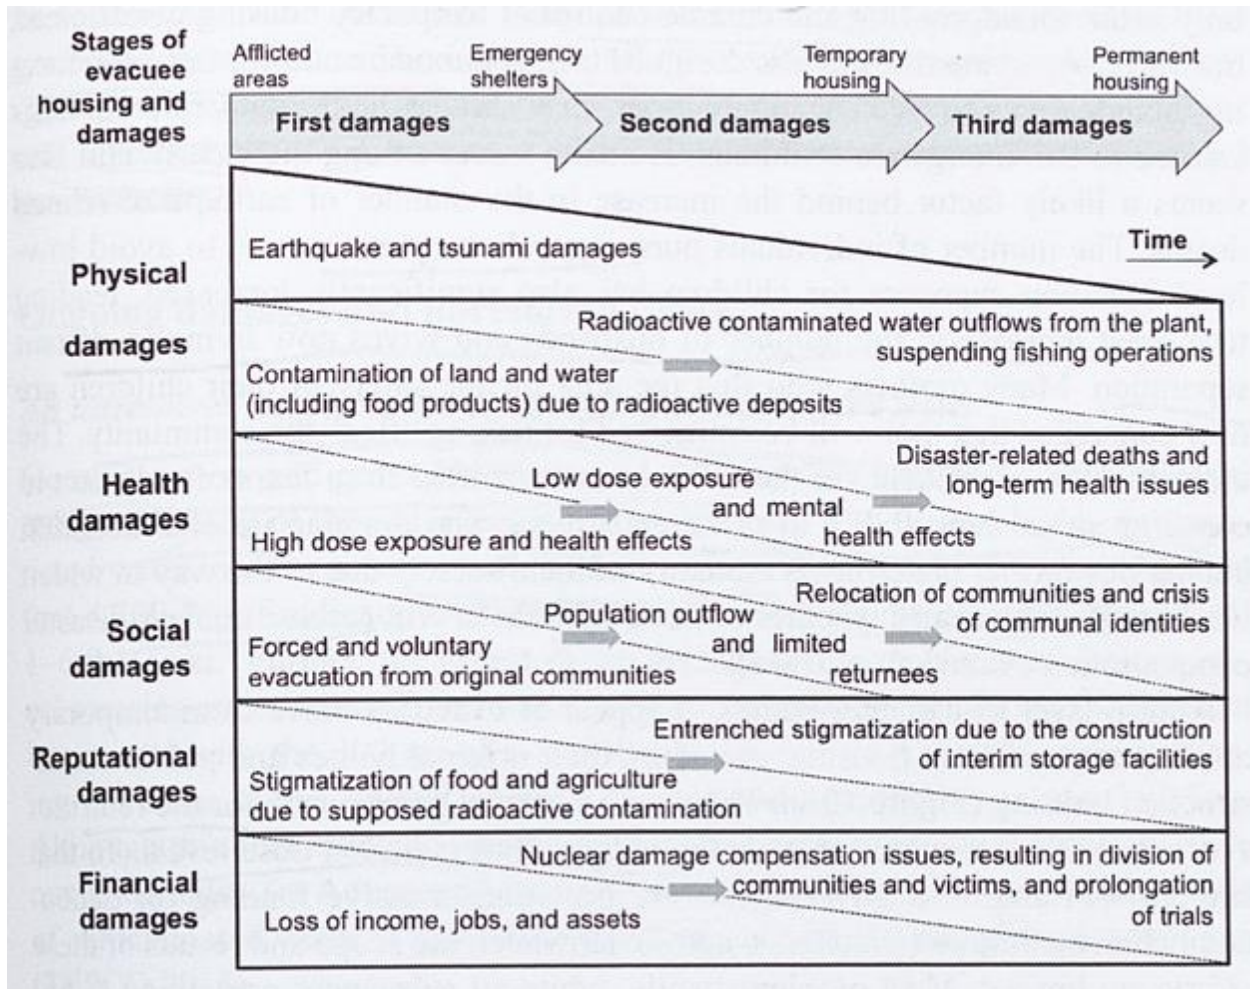 Stages of
evacuee
housing and
damages
Afflicted
areas
Emergency
shelters
Temporary
housing
Permanent
housing
First damages
Second damages
Third damages
Time
Physical
damages
Earthquake and tsunami damages
Radioactive contaminated water outflows from the plant,
suspending fishing operations
Contamination of land and water
(including food products) due to radioactive deposits
Health
damages
Disaster-related deaths and
long-term health issues
Low dose exposure
and mental
health effects
High dose exposure and health effects
Social
damages
Relocation of communities and crisis
of communal identities
Population outflow
and limited
returnees
Forced and voluntary
evacuation from original communities
Reputational
damages
Entrenched stigmatization due to the construction
of interim storage facilities
Stigmatization of food and agriculture
due to supposed radioactive contamination
Financial
damages
Nuclear damage compensation issues, resulting in division of
communities and victims, and prolongation
of trials
Loss of income, jobs, and assets